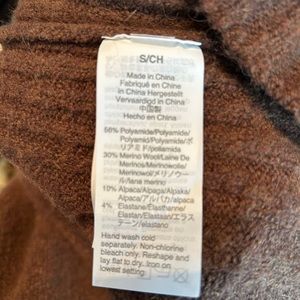 S/CH
Made in China
Fabriqué en Chine
In China Hergestellt
Vervaardigd in China
中国製
Hecho en China
56% Polyamide/Polyamide/
Polyamid/Polyamide/ポ
リアミド/poliamida
30% Merino Wool/Laine De
Merinos/Merinowolle/
Merinowol/メリノウー
ル/lana merino
10% Alpaca/Alpaga/Alpaka/
Alpaca/アルパカ/alpaca
4% Elastane/Elasthanne/
Elastan/Elastaan/エラス
テーン/elastano
Hand wash cold
separately. Non-chlorine
bleach only. Reshape and
lay flat to dry. Iron on
lowest setting.